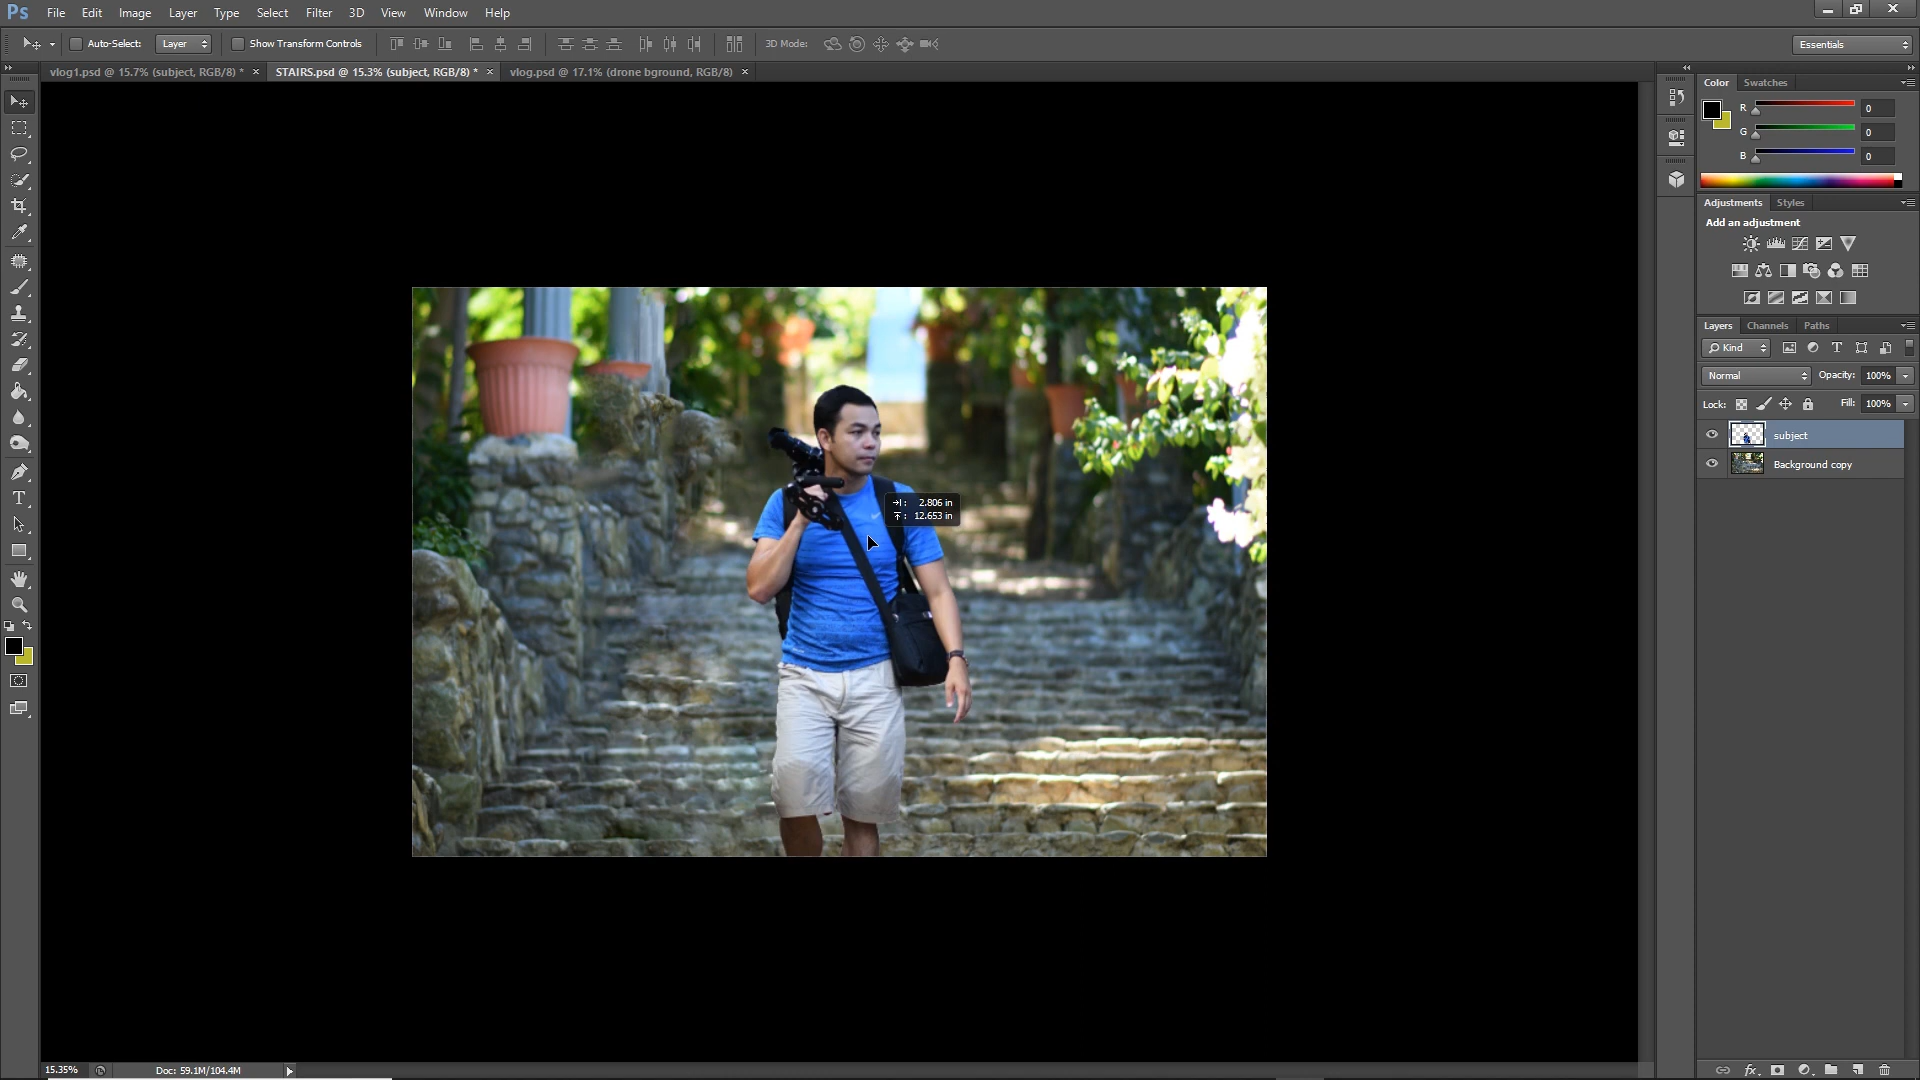 Ps File Edit Image Layer Type Select Filter 3D View Window Help
Auto-Select: Layer Show Transform Controls 3D Mode: Essentials
vlog1.psd @ 15.7% (subject, RGB/8) * × STAIRS.psd @ 15.3% (subject, RGB/8) * × vlog.psd @ 17.1% (drone bground, RGB/8) ×
Color Swatches
R 0
G 0
B 0
Adjustments Styles
Add an adjustment
Layers Channels Paths
Kind
Normal Opacity: 100%
Lock: Fill: 100%
subject
Background copy
2.806 in
12.653 in
15.35% Doc: 59.1M/104.4M